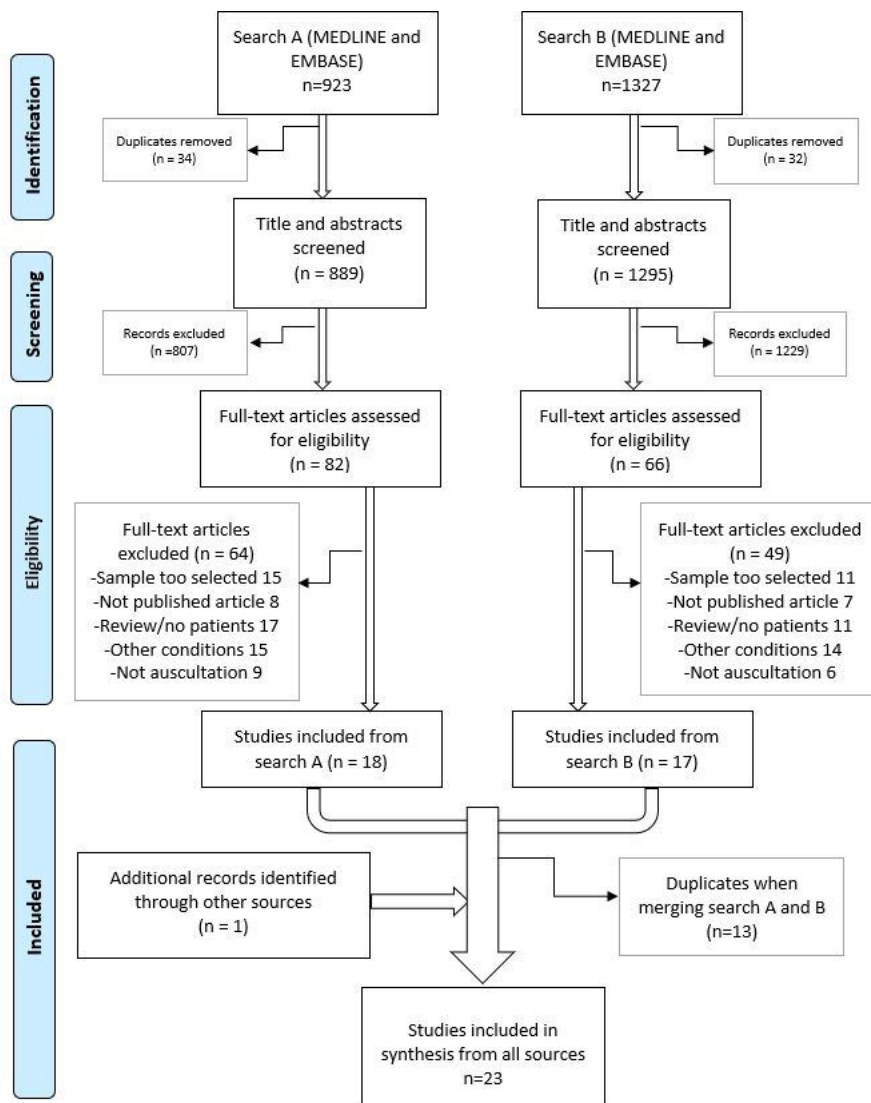 Identification
Search A (MEDLINE and
EMBASE)
n=923
Search B (MEDLINE and
EMBASE)
n=1327
Duplicates removed
(n = 34)
Duplicates removed
(n = 32)
Screening
Title and abstracts
screened
(n = 889)
Title and abstracts
screened
(n = 1295)
Records excluded
(n =807)
Records excluded
(n = 1229)
Eligibility
Full-text articles assessed
for eligibility
(n = 82)
Full-text articles assessed
for eligibility
(n = 66)
Full-text articles
excluded (n = 64)
-Sample too selected 15
-Not published article 8
-Review/no patients 17
-Other conditions 15
-Not auscultation 9
Full-text articles excluded
(n = 49)
-Sample too selected 11
-Not published article 7
-Review/no patients 11
-Other conditions 14
-Not auscultation 6
Studies included from
search A (n = 18)
Studies included from
search B (n = 17)
Included
Additional records identified
through other sources
(n = 1)
Duplicates when
merging search A and B
(n=13)
Studies included in
synthesis from all sources
n=23